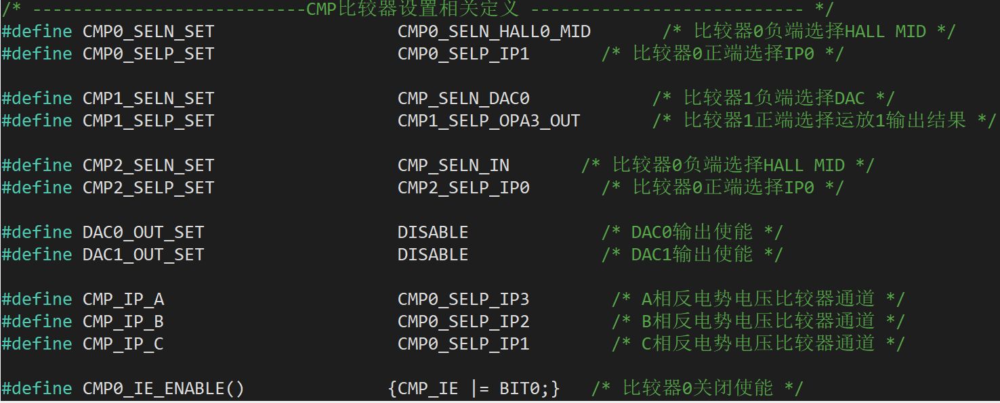 /* ---------------------------CMP比较器设置相关定义 --------------------------- */
#define CMP0_SELN_SET CMP0_SELN_HALL0_MID /* 比较器0负端选择HALL MID */
#define CMP0_SELP_SET CMP0_SELP_IP1 /* 比较器0正端选择IP0 */
#define CMP1_SELN_SET CMP_SELN_DAC0 /* 比较器1负端选择DAC */
#define CMP1_SELP_SET CMP1_SELP_OPA3_OUT /* 比较器1正端选择运放1输出结果 */
#define CMP2_SELN_SET CMP_SELN_IN /* 比较器0负端选择HALL MID */
#define CMP2_SELP_SET CMP2_SELP_IP0 /* 比较器0正端选择IP0 */
#define DAC0_OUT_SET DISABLE /* DAC0输出使能 */
#define DAC1_OUT_SET DISABLE /* DAC1输出使能 */
#define CMP_IP_A CMP0_SELP_IP3 /* A相反电势电压比较器通道 */
#define CMP_IP_B CMP0_SELP_IP2 /* B相反电势电压比较器通道 */
#define CMP_IP_C CMP0_SELP_IP1 /* C相反电势电压比较器通道 */
#define CMP0_IE_ENABLE() {CMP_IE |= BIT0;} /* 比较器0关闭使能 */